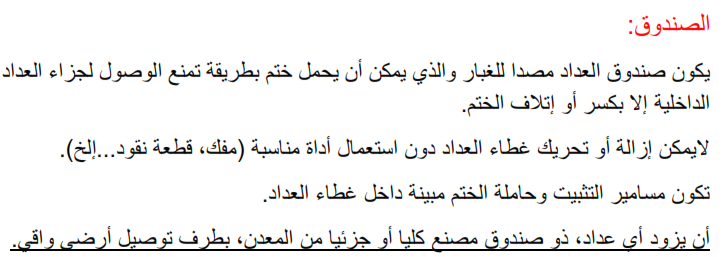 الصندوق:
يكون صندوق العداد مصدا للغبار والذي يمكن أن يحمل ختم بطريقة تمنع الوصول لجزاء العداد
الداخلية إلا بكسر أو إتلاف الختم.
لايمكن إزالة أو تحريك غطاء العداد دون استعمال أداة مناسبة (مفك، قطعة نقود...إلخ).
تكون مسامير التثبيت وحاملة الختم مبينة داخل غطاء العداد.
أن يزود أي عداد، ذو صندوق مصنع كليا أو جزئيا من المعدن، بطرف توصيل أرضي واقي.